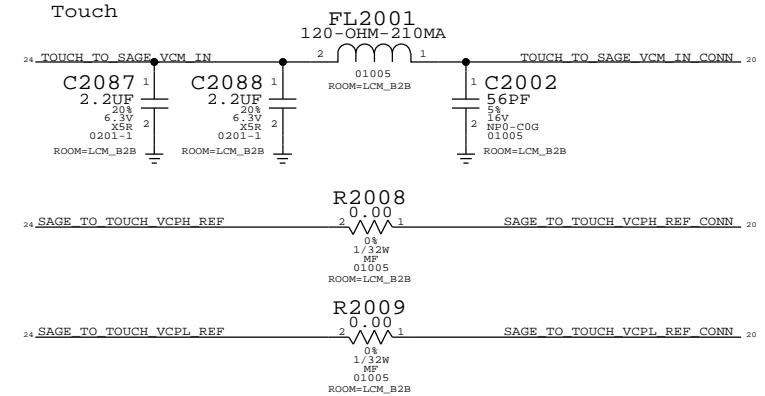 Touch
FL2001
120-OHM-210MA
24 TOUCH_TO_SAGE_VCM_IN 2 1 TOUCH_TO_SAGE_VCM_IN_CONN 20
01005
ROOM=LCM_B2B
C2087 1
2.2UF
20%
6.3V
X5R 2
0201-1
ROOM=LCM_B2B
C2088 1
2.2UF
20%
6.3V
X5R 2
0201-1
ROOM=LCM_B2B
1 C2002
56PF
5%
16V
2 NP0-C0G
01005
ROOM=LCM_B2B
R2008
0.00
24 SAGE_TO_TOUCH_VCPH_REF 2 1 SAGE_TO_TOUCH_VCPH_REF_CONN 20
0%
1/32W
MF
01005
ROOM=LCM_B2B
R2009
0.00
24 SAGE_TO_TOUCH_VCPL_REF 2 1 SAGE_TO_TOUCH_VCPL_REF_CONN 20
0%
1/32W
MF
01005
ROOM=LCM_B2B